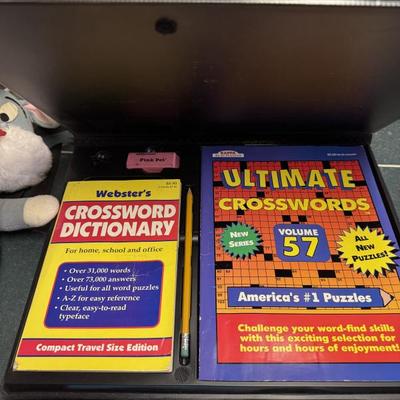 Pink Pet
$2.95
Webster's
CROSSWORD
DICTIONARY
For home, school and office
• Over 31,000 words
• Over 73,000 answers
• Useful for all word puzzles
• A-Z for easy reference
• Clear, easy-to-read
typeface
Compact Travel Size Edition
KAPPA
ULTIMATE
CROSSWORDS
NEW
SERIES
VOLUME
57
ALL NEW
PUZZLES!
America's #1 Puzzles
Challenge your word-find skills
with this exciting selection for
hours and hours of enjoyment!